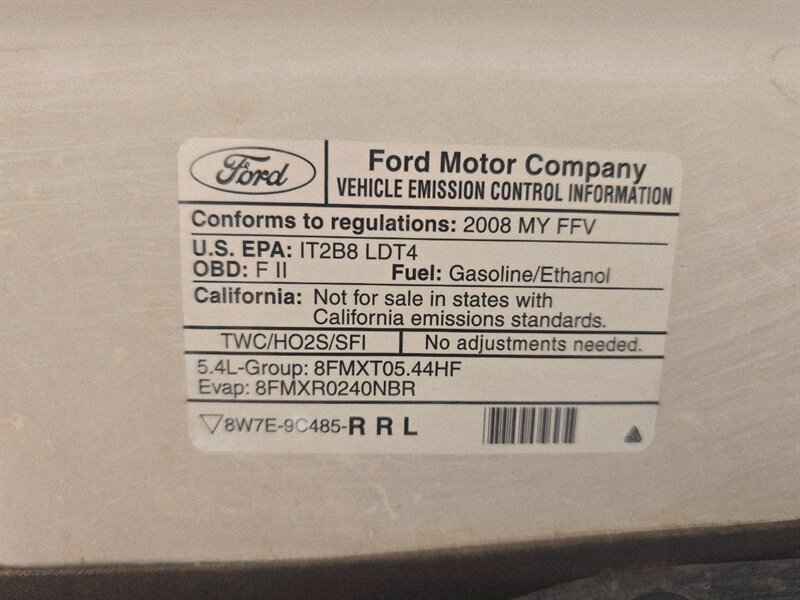 Ford
Ford Motor Company
VEHICLE EMISSION CONTROL INFORMATION
Conforms to regulations: 2008 MY FFV
U.S. EPA: IT2B8 LDT4
OBD: F II Fuel: Gasoline/Ethanol
California: Not for sale in states with
California emissions standards.
TWC/HO2S/SFI No adjustments needed.
5.4L-Group: 8FMXT05.44HF
Evap: 8FMXR0240NBR
8W7E-9C485-R R L